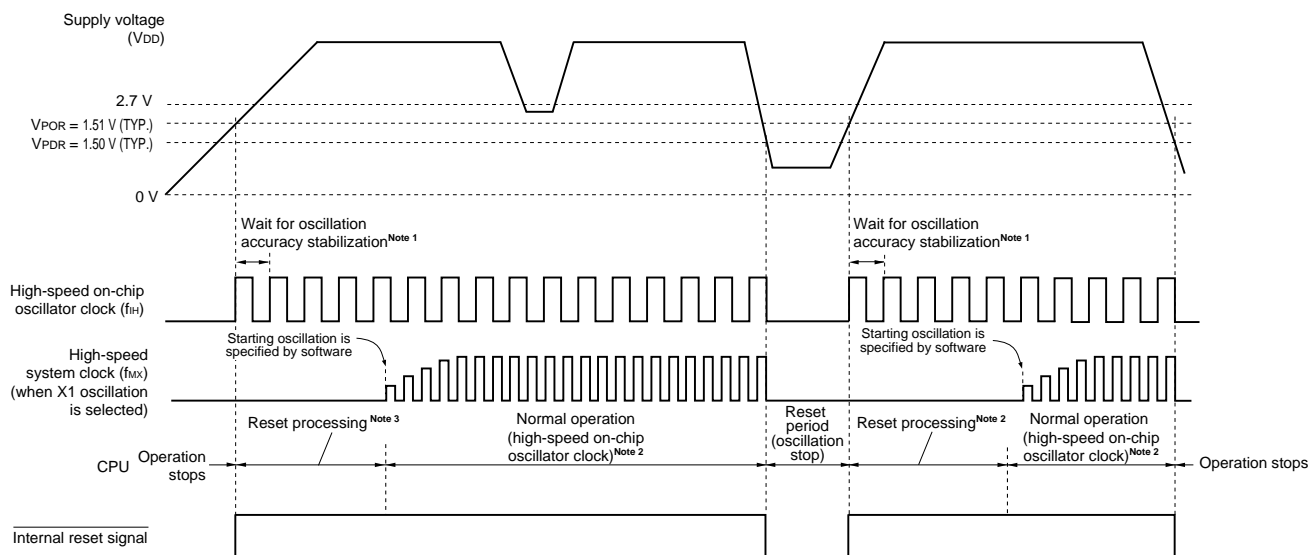 Supply voltage
(VDD)
2.7 V
VPOR = 1.51 V (TYP.)
VPDR = 1.50 V (TYP.)
0 V
Wait for oscillation
accuracy stabilization Note 1
Wait for oscillation
accuracy stabilization Note 1
High-speed on-chip
oscillator clock (fIH)
Starting oscillation is
specified by software
Starting oscillation is
specified by software
High-speed
system clock (fMX)
(when X1 oscillation
is selected)
Reset processing Note 3
Normal operation
(high-speed on-chip
oscillator clock) Note 2
Reset
period
(oscillation
stop)
Reset processing Note 2
Normal operation
(high-speed on-chip
oscillator clock) Note 2
CPU
Operation
stops
Operation stops
Internal reset signal